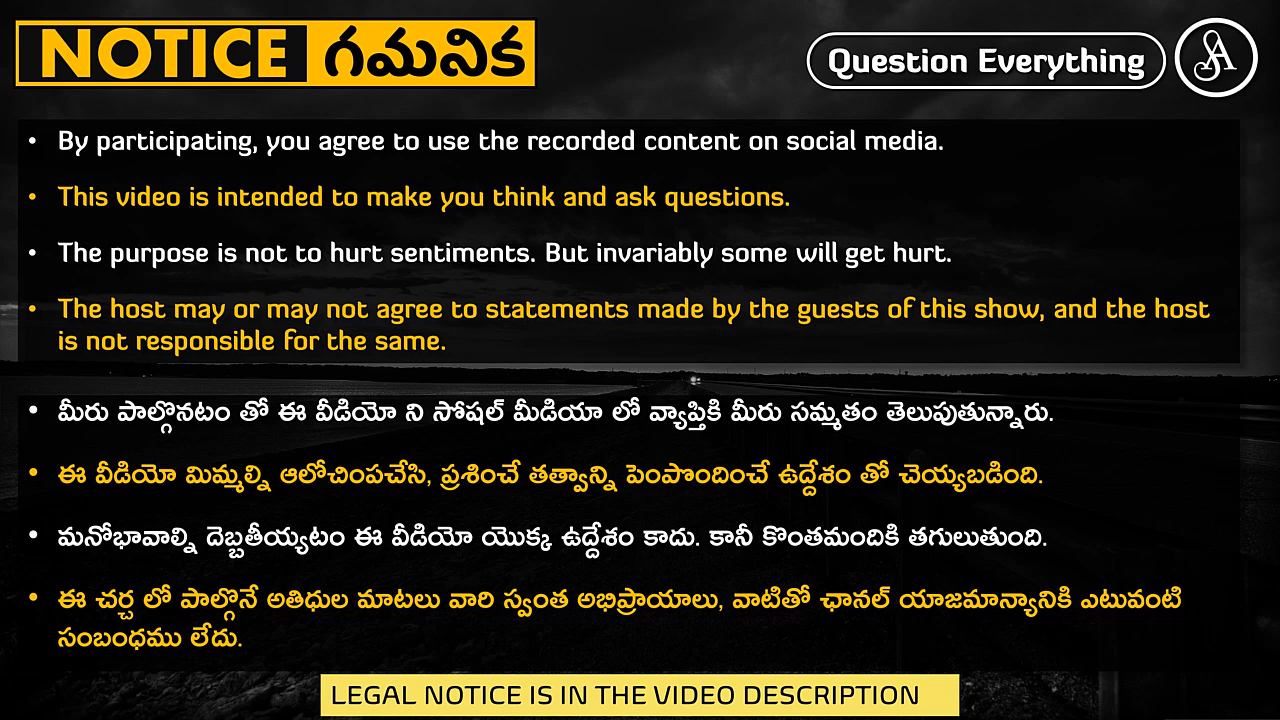 NOTICE గమనిక
Question Everything
• By participating, you agree to use the recorded content on social media.
• This video is intended to make you think and ask questions.
• The purpose is not to hurt sentiments. But invariably some will get hurt.
• The host may or may not agree to statements made by the guests of this show, and the host
is not responsible for the same.
• మీరు పాల్గొనటం తో ఈ వీడియో ని సోషల్ మీడియా లో వ్యాప్తికి మీరు సమ్మతం తెలుపుతున్నారు.
• ఈ వీడియో మిమ్మల్ని ఆలోచింపచేసి, ప్రశించే తత్వాన్ని పెంపొందించే ఉద్దేశం తో చెయ్యబడింది.
• మనోభావాల్ని దెబ్బతీయ్యటం ఈ వీడియో యొక్క ఉద్దేశం కాదు. కానీ కొంతమందికి తగులుతుంది.
• ఈ చర్చ లో పాల్గొనే అతిధుల మాటలు వారి స్వంత అభిప్రాయాలు, వాటితో ఛానల్ యాజమాన్యానికి ఎటువంటి
సంబంధము లేదు.
LEGAL NOTICE IS IN THE VIDEO DESCRIPTION